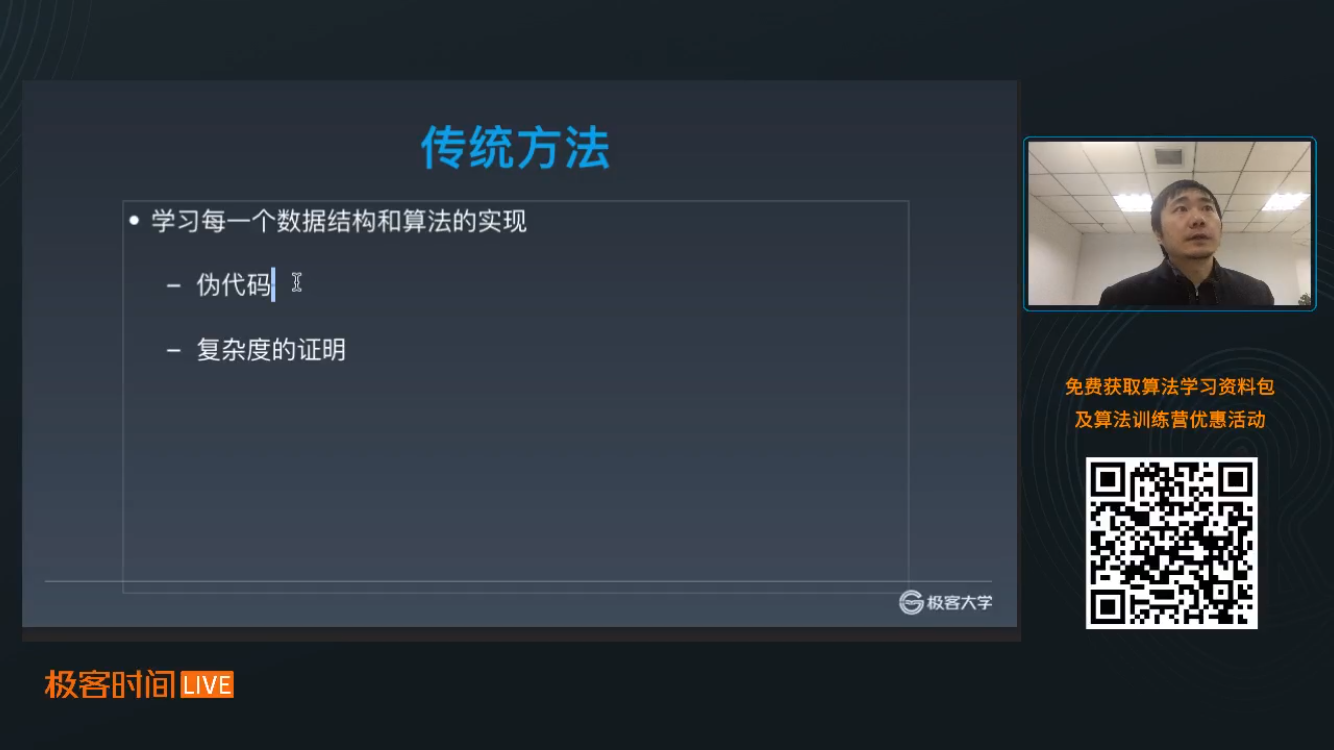 传统方法
• 学习每一个数据结构和算法的实现
– 伪代码
– 复杂度的证明
极客大学
免费获取算法学习资料包
及算法训练营优惠活动
极客时间 LIVE